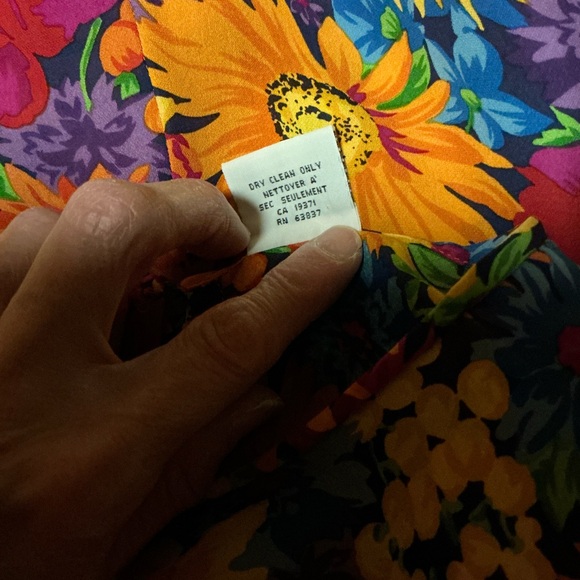 DRY CLEAN ONLY
NETTOYER A'
SEC SEULEMENT
CA 19371
RN 63837